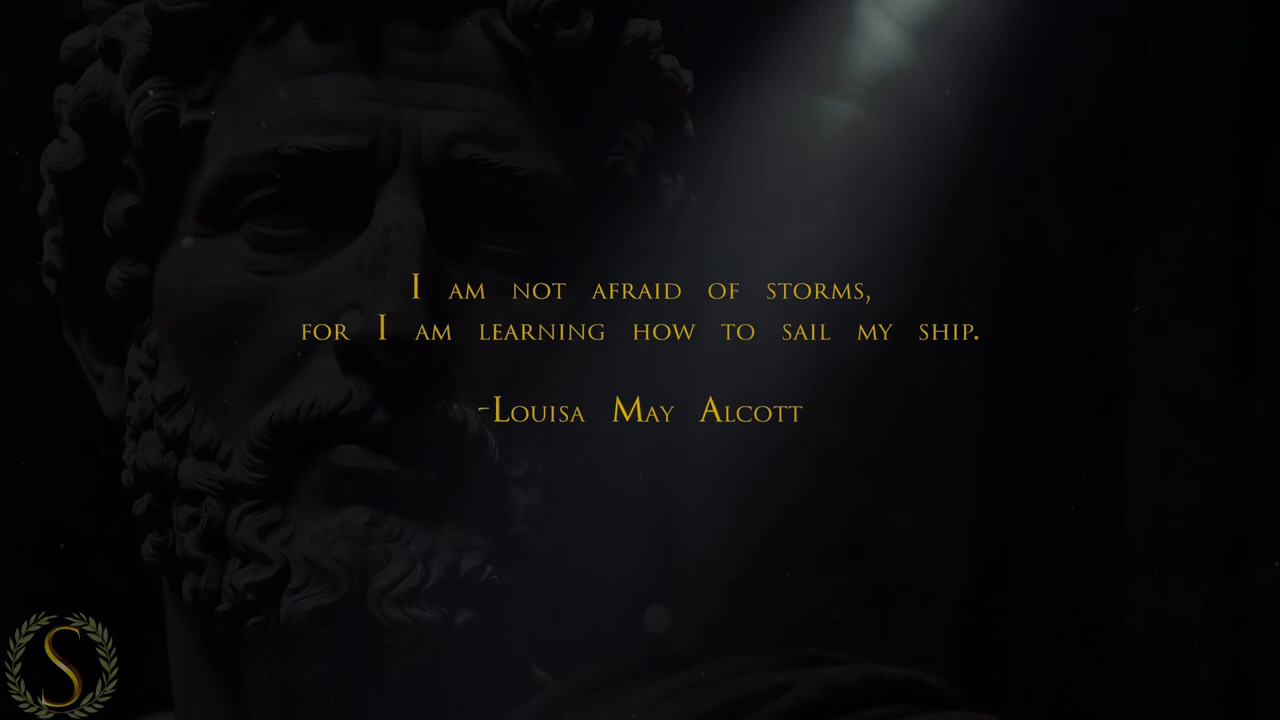 I am not afraid of storms,
for I am learning how to sail my ship.
-Louisa May Alcott
S